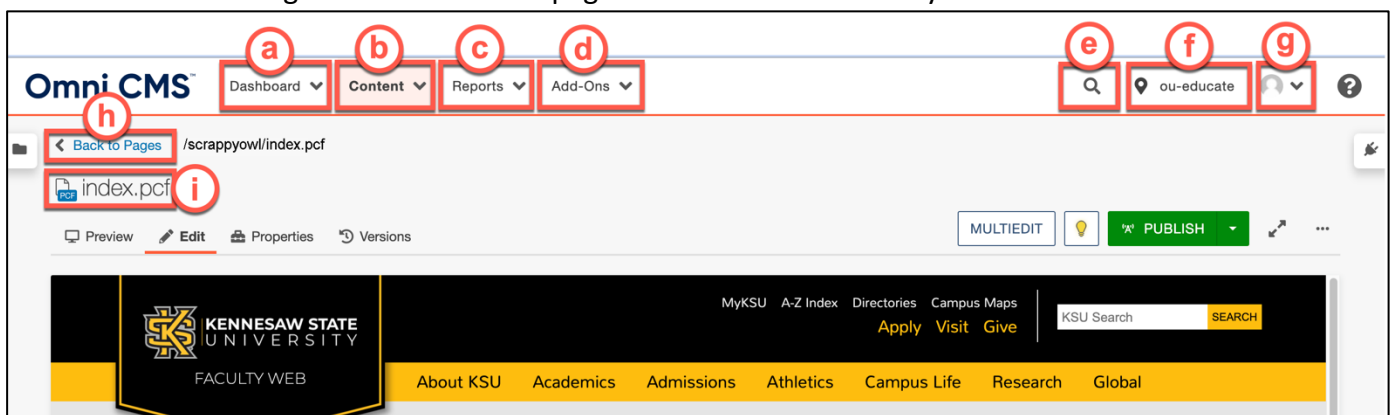 a b c d e f g
Omni CMS Dashboard Content Reports Add-Ons ou-educate ?
h
Back to Pages /scrappyowl/index.pcf
PCF index.pcf i
Preview Edit Properties Versions MULTIEDIT PUBLISH
MyKSU A-Z Index Directories Campus Maps
KENNESAW STATE
UNIVERSITY
Apply Visit Give KSU Search SEARCH
FACULTY WEB
About KSU Academics Admissions Athletics Campus Life Research Global